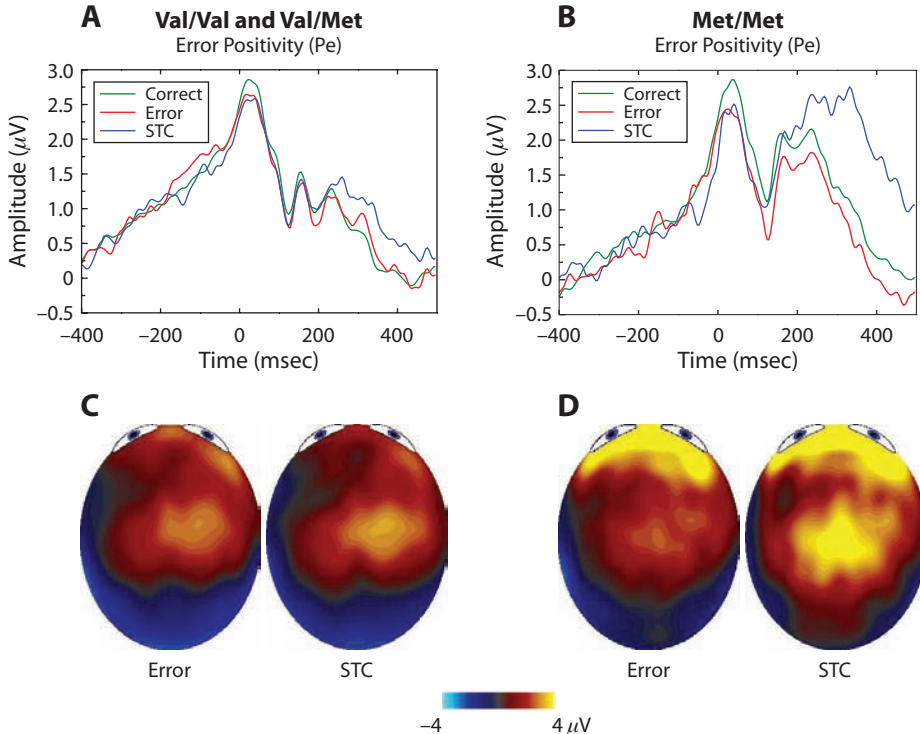 A
Val/Val and Val/Met
Error Positivity (Pe)
3.0
2.5
2.0
1.5
1.0
0.5
0
−0.5
Amplitude (μV)
Correct
Error
STC
−400
−200
0
200
400
Time (msec)
B
Met/Met
Error Positivity (Pe)
3.0
2.5
2.0
1.5
1.0
0.5
0
−0.5
Amplitude (μV)
Correct
Error
STC
−400
−200
0
200
400
Time (msec)
C
Error
STC
D
Error
STC
−4
4 μV